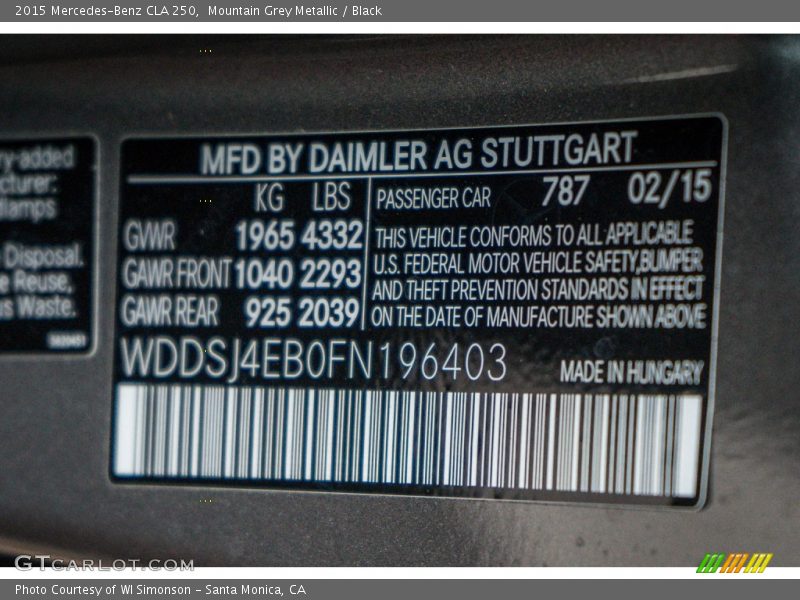 2015 Mercedes-Benz CLA 250,  Mountain Grey Metallic / Black
ry-added
cturer:
lamps
Disposal.
Reuse,
s Waste.
MFD BY DAIMLER AG STUTTGART
KG LBS
GWR 1965 4332
GAWR FRONT 1040 2293
GAWR REAR 925 2039
PASSENGER CAR 787 02/15
THIS VEHICLE CONFORMS TO ALL APPLICABLE
U.S. FEDERAL MOTOR VEHICLE SAFETY,BUMPER
AND THEFT PREVENTION STANDARDS IN EFFECT
ON THE DATE OF MANUFACTURE SHOWN ABOVE
WDDSJ4EB0FN196403
MADE IN HUNGARY
GTCARLOT.COM
Photo Courtesy of WI Simonson - Santa Monica, CA